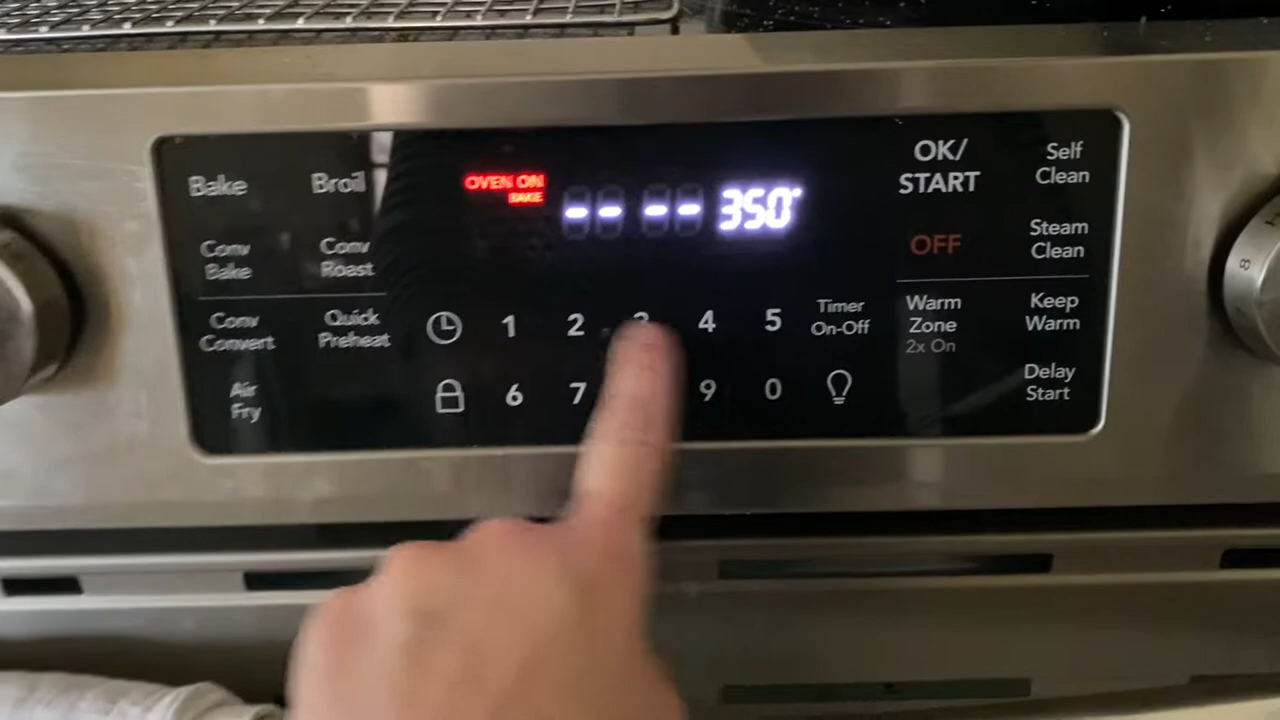 Bake
Broil
Conv
Bake
Conv
Roast
Conv
Convert
Quick
Preheat
Air
Fry
OVEN ON
BAKE
-- -- 350°
1 2 3 4 5
6 7 9 0
Timer
On-Off
OK/
START
OFF
Warm
Zone
2x On
Self
Clean
Steam
Clean
Keep
Warm
Delay
Start
8